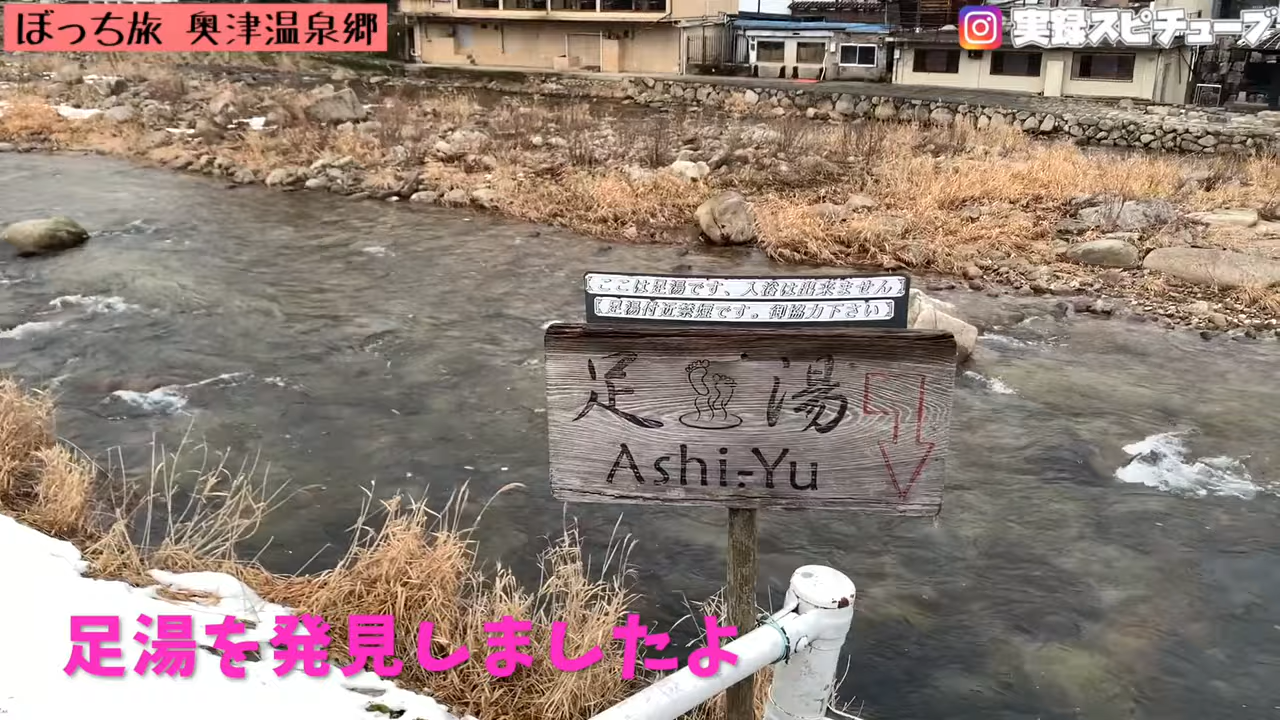 ぼっち旅 奥津温泉郷
実録スピチューブ
【ここは足湯です、入浴は出来ません】
【足湯付近禁煙です。御協力下さい】
足湯
Ashi-Yu
足湯を発見しましたよ